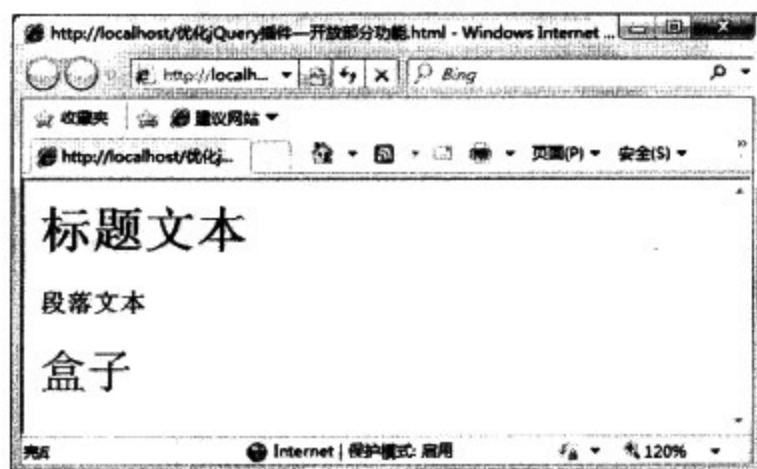 http://localhost/优化jQuery插件—开放部分功能.html - Windows Internet ...
http://localh... Bing
收藏夹 建议网站
http://localhost/优化j... 页面(P) 安全(S) »
标题文本
段落文本
盒子
完成 Internet | 保护模式: 启用 120%